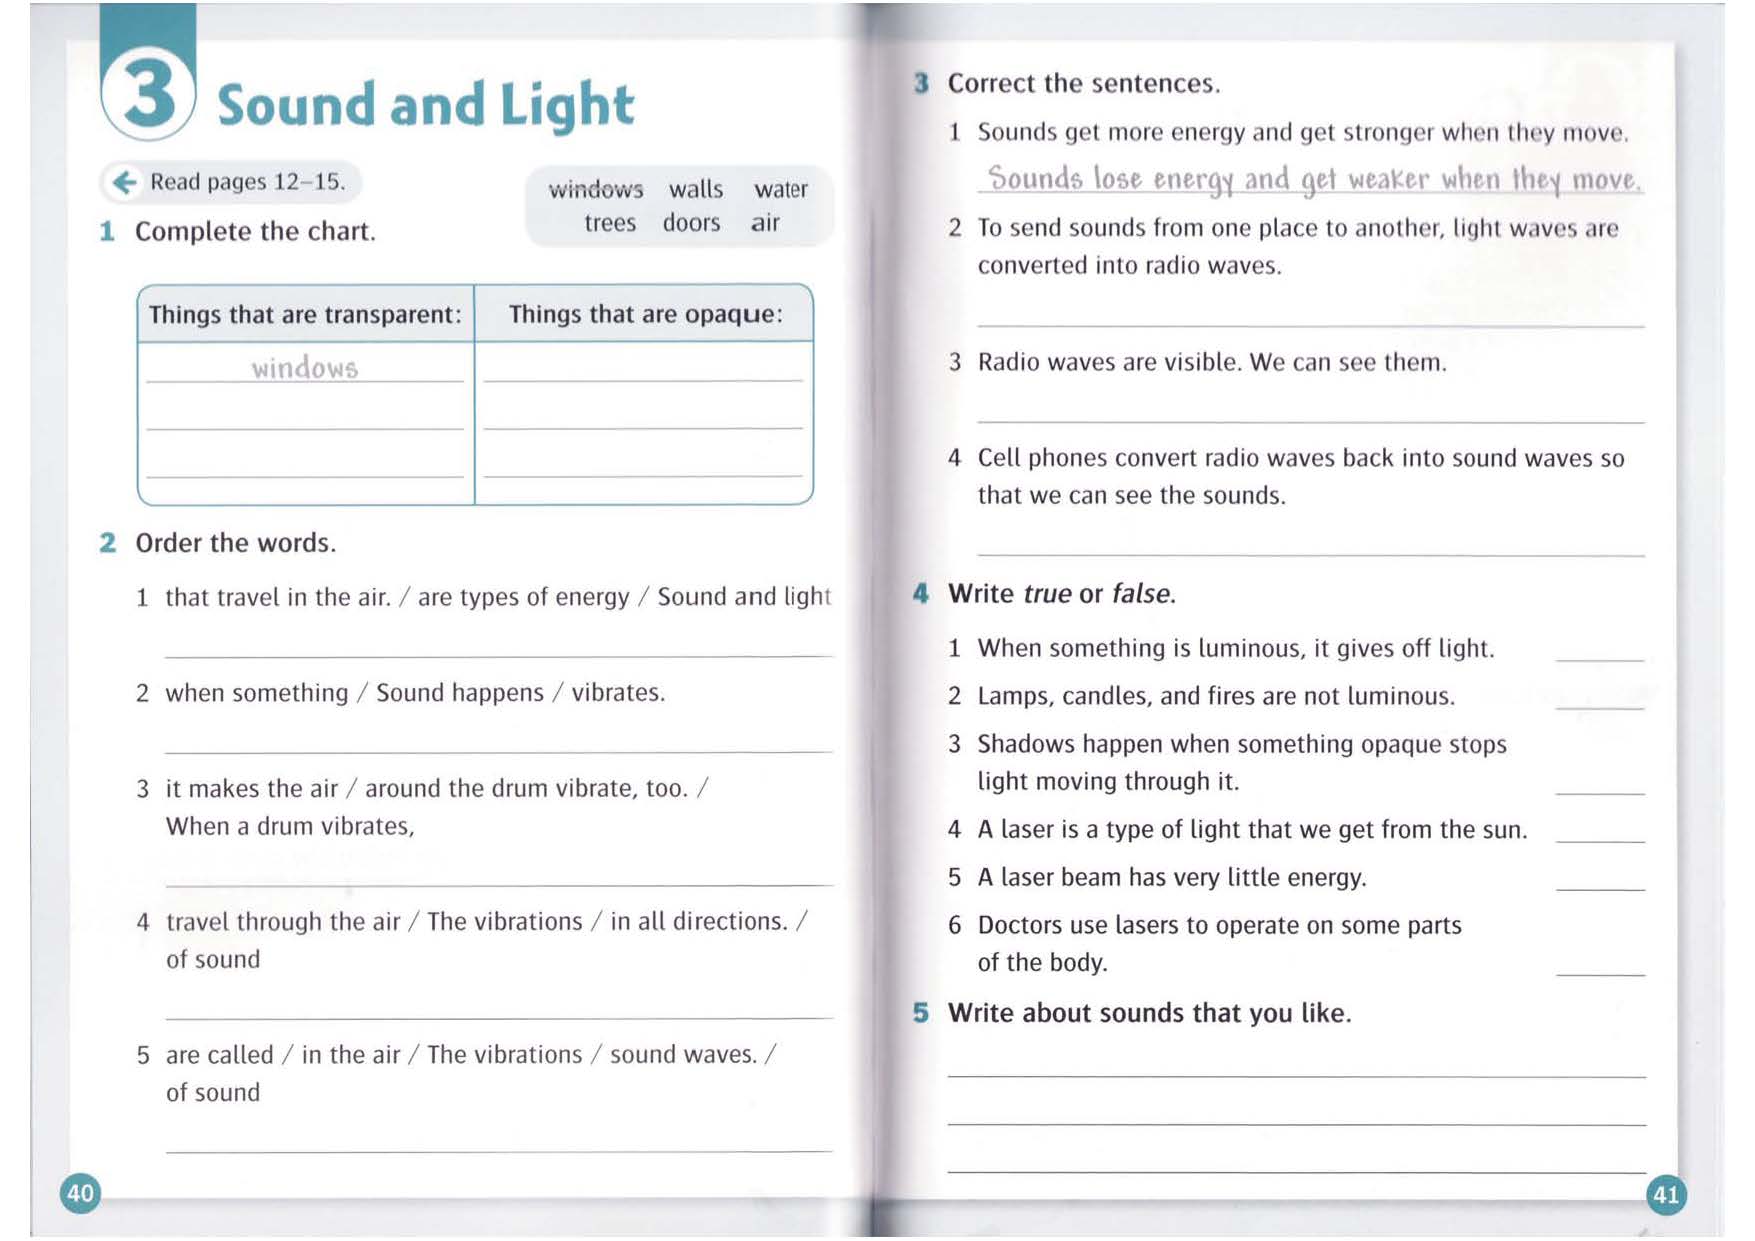 3 Sound and Light
Read pages 12–15.
windows walls water
trees doors air
1 Complete the chart.
Things that are transparent: Things that are opaque:
windows
2 Order the words.
1 that travel in the air. / are types of energy / Sound and light
2 when something / Sound happens / vibrates.
3 it makes the air / around the drum vibrate, too. /
When a drum vibrates,
4 travel through the air / The vibrations / in all directions. /
of sound
5 are called / in the air / The vibrations / sound waves. /
of sound
40
3 Correct the sentences.
1 Sounds get more energy and get stronger when they move.
Sounds lose energy and get weaker when they move.
2 To send sounds from one place to another, light waves are
converted into radio waves.
3 Radio waves are visible. We can see them.
4 Cell phones convert radio waves back into sound waves so
that we can see the sounds.
4 Write true or false.
1 When something is luminous, it gives off light.
2 Lamps, candles, and fires are not luminous.
3 Shadows happen when something opaque stops
light moving through it.
4 A laser is a type of light that we get from the sun.
5 A laser beam has very little energy.
6 Doctors use lasers to operate on some parts
of the body.
5 Write about sounds that you like.
41